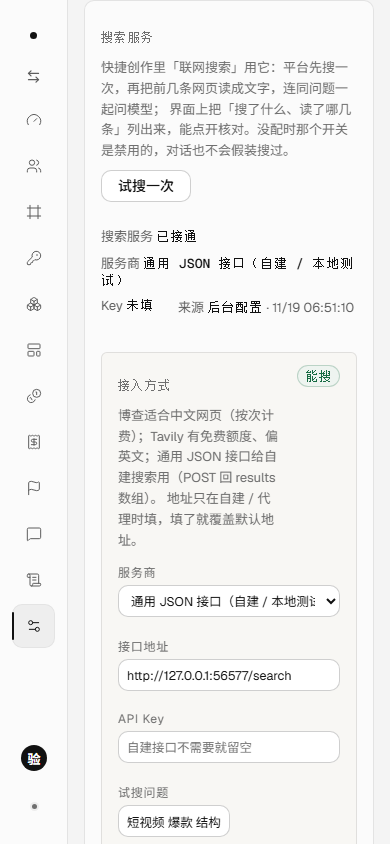 搜索服务
快捷创作里「联网搜索」用它：平台先搜一
次，再把前几条网页读成文字，连同问题一
起问模型； 界面上把「搜了什么、读了哪几
条」列出来，能点开核对。没配时那个开关
是禁用的，对话也不会假装搜过。
试搜一次
搜索服务 已接通
服务商 通用 JSON 接口（自建 / 本地测
试）
Key 未填 来源 后台配置 · 11/19 06:51:10
能搜
接入方式
博查适合中文网页（按次计
费）；Tavily 有免费额度、偏
英文；通用 JSON 接口给自
建搜索用（POST 回 results
数组）。 地址只在自建 / 代
理时填，填了就覆盖默认地
址。
服务商
通用 JSON 接口（自建 / 本地测试
接口地址
http://127.0.0.1:56577/search
API Key
自建接口不需要就留空
试搜问题
短视频 爆款 结构
验